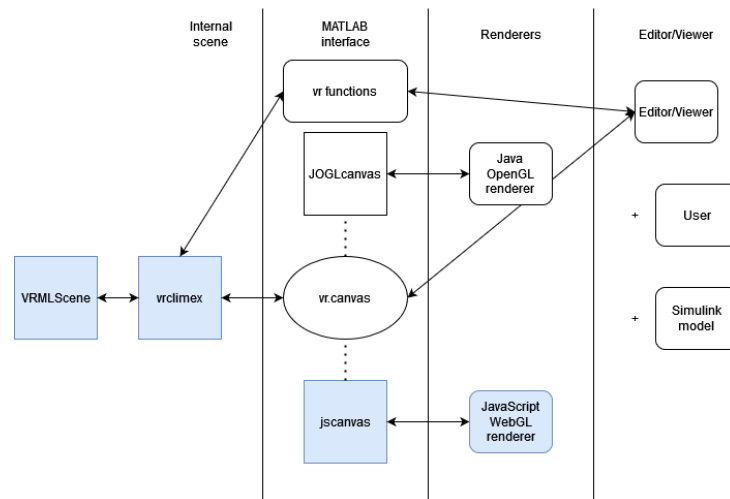 Internal
scene
MATLAB
interface
Renderers
Editor/Viewer
vr functions
Editor/Viewer
JOGLcanvas
Java
OpenGL
renderer
+
User
VRMLScene
vrclimex
vr.canvas
+
Simulink
model
jscanvas
JavaScript
WebGL
renderer